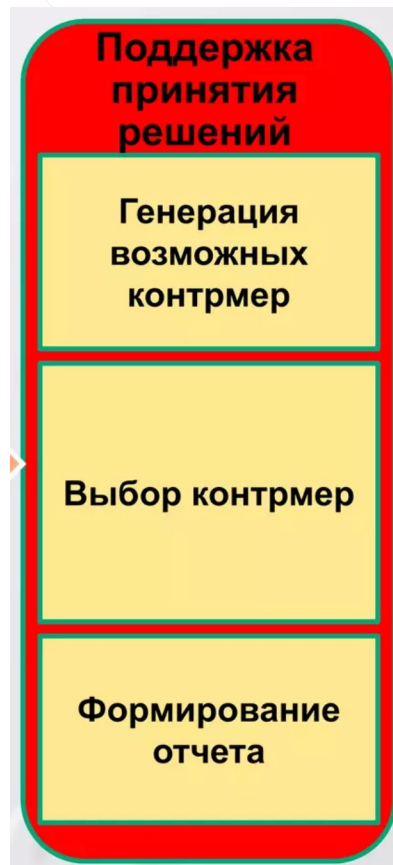 Поддержка
принятия
решений
Генерация
возможных
контрмер
Выбор контрмер
Формирование
отчета